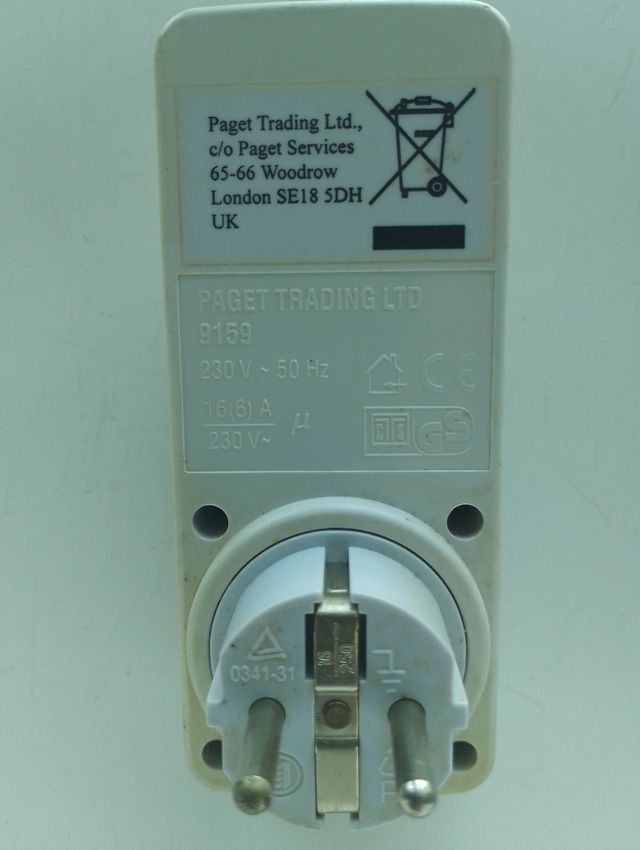 Paget Trading Ltd.,
c/o Paget Services
65-66 Woodrow
London SE18 5DH
UK
PAGET TRADING LTD
9159
230 V ~ 50 Hz
CE
16(6) A
230 V~
μ
GS
16
250
0341-31